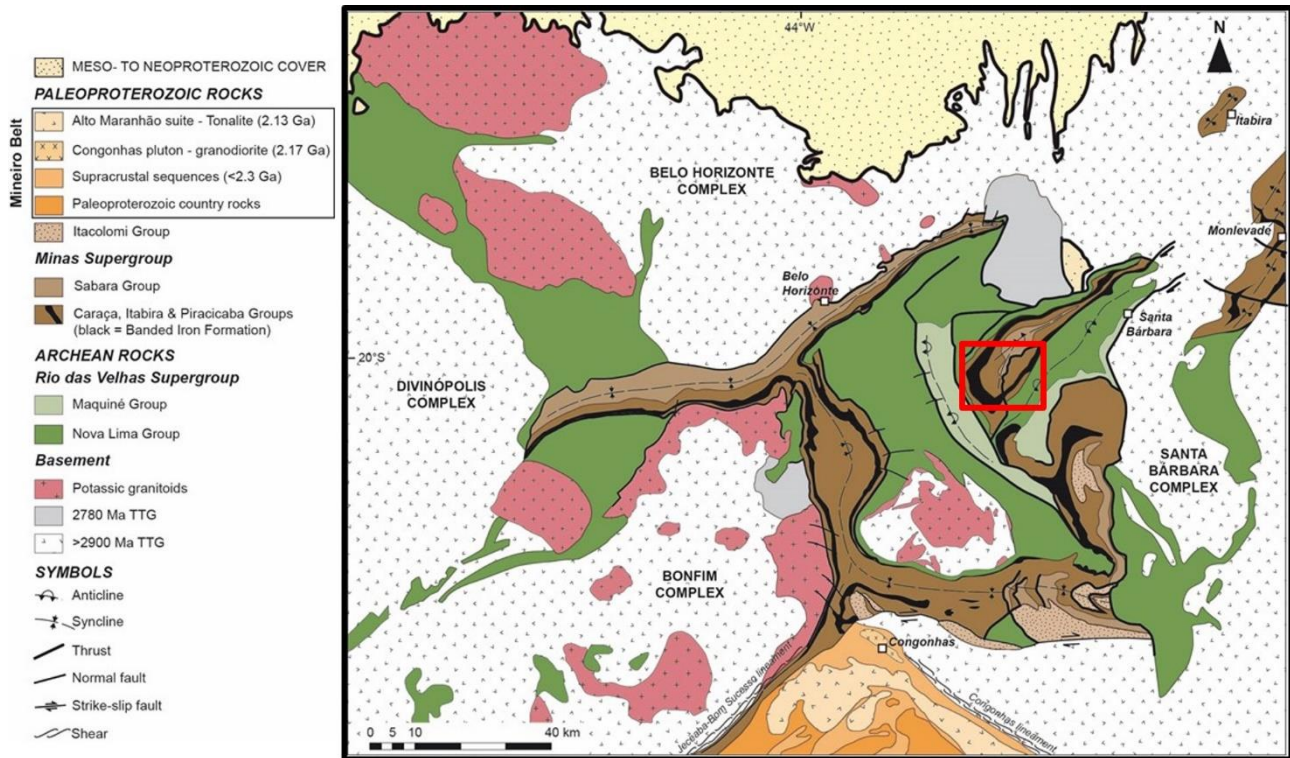 MESO- TO NEOPROTEROZOIC COVER
PALEOPROTEROZOIC ROCKS
Mineiro Belt
Alto Maranhão suite - Tonalite (2.13 Ga)
Congonhas pluton - granodiorite (2.17 Ga)
Supracrustal sequences (<2.3 Ga)
Paleoproterozoic country rocks
Itacolomi Group
Minas Supergroup
Sabara Group
Caraça, Itabira & Piracicaba Groups
(black = Banded Iron Formation)
ARCHEAN ROCKS
Rio das Velhas Supergroup
Maquiné Group
Nova Lima Group
Basement
Potassic granitoids
2780 Ma TTG
>2900 Ma TTG
SYMBOLS
Anticline
Syncline
Thrust
Normal fault
Strike-slip fault
Shear
44°W
N
Itabira
BELO HORIZONTE
COMPLEX
Monlevade
Belo
Horizonte
Santa
Bárbara
20°S
DIVINÓPOLIS
COMPLEX
SANTA
BÁRBARA
COMPLEX
BONFIM
COMPLEX
Congonhas
Jeceaba-Bom Sucesso lineament
Congonhas lineament
0 5 10 40 km